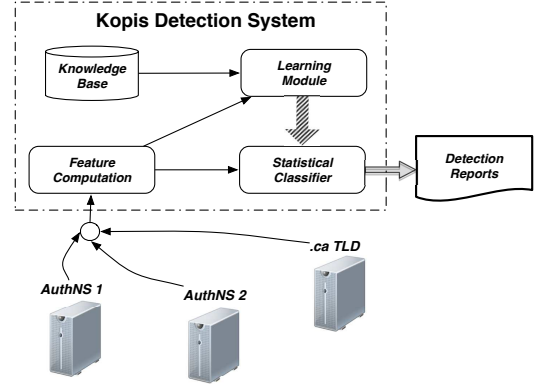 Kopis Detection System
Knowledge
Base
Learning
Module
Feature
Computation
Statistical
Classifier
Detection
Reports
.ca TLD
AuthNS 1
AuthNS 2